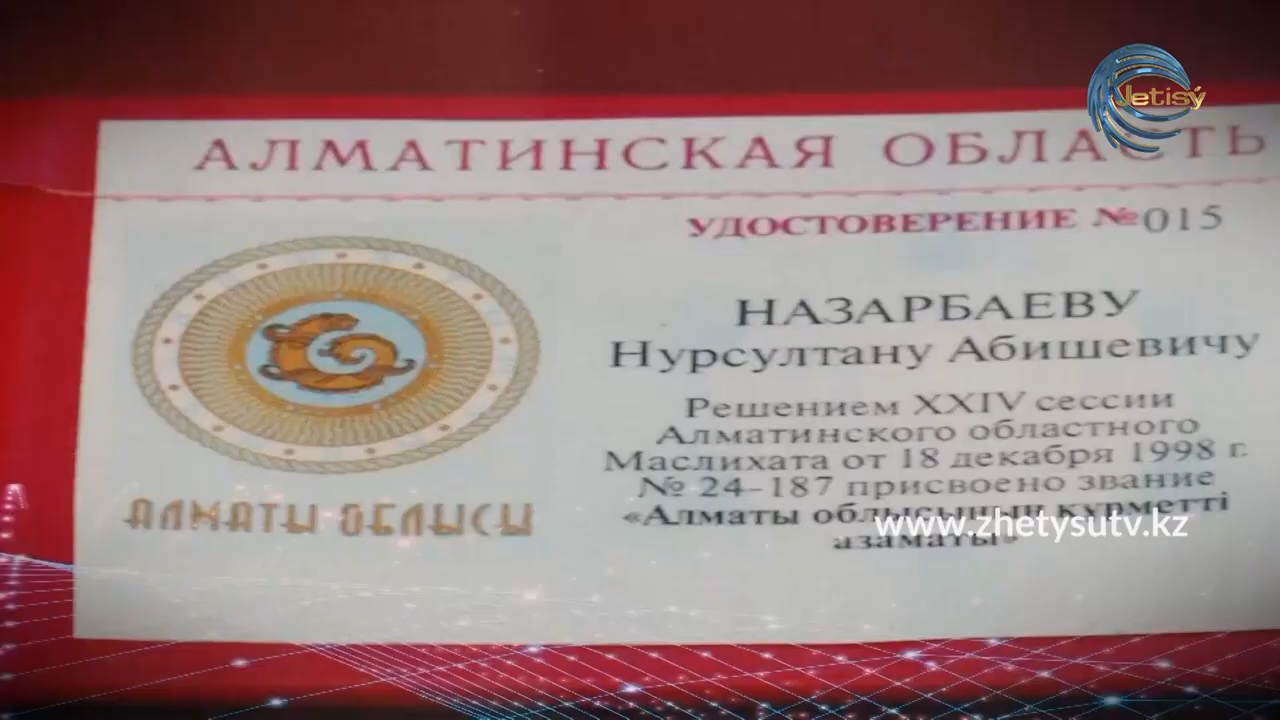 Jetisý
АЛМАТИНСКАЯ ОБЛАСТЬ
УДОСТОВЕРЕНИЕ №015
НАЗАРБАЕВУ
Нурсултану Абишевичу
Решением XXIV сессии
Алматинского областного
Маслихата от 18 декабря 1998 г.
№ 24-187 присвоено звание
«Алматы облысының құрметті
азаматы»
АЛМАТЫ ОБЛЫСЫ
www.zhetysutv.kz